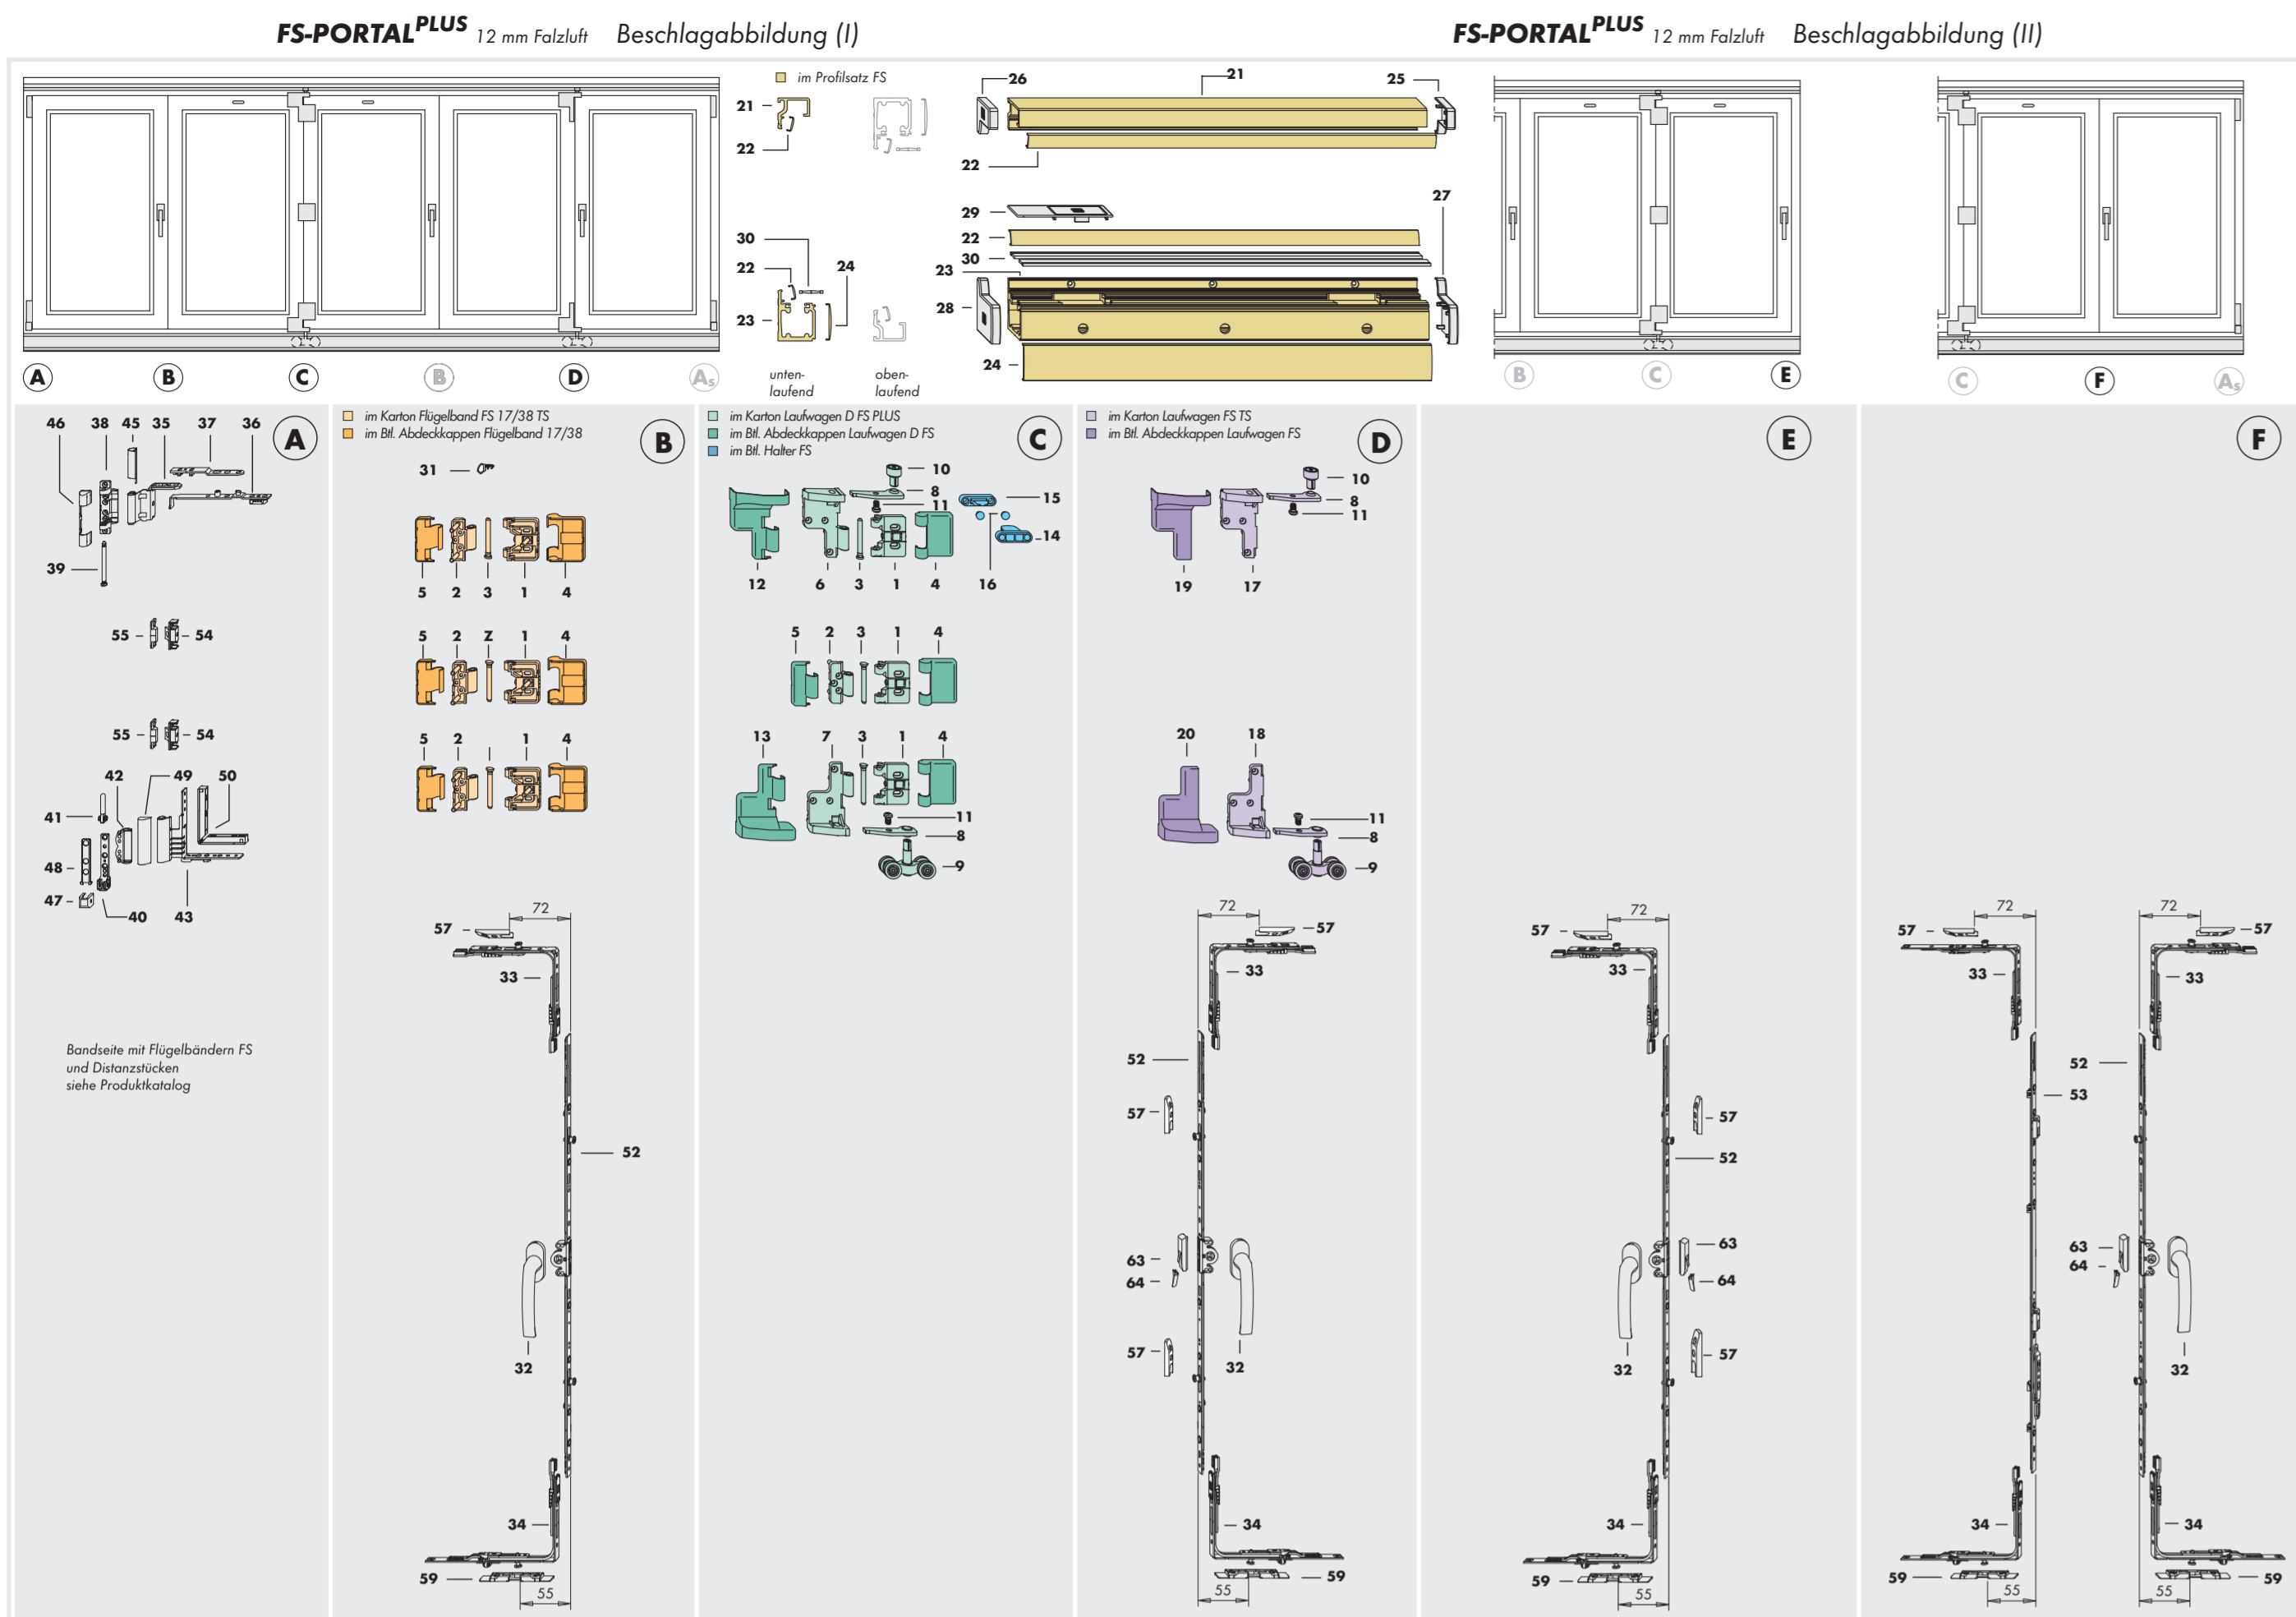 FS-PORTAL PLUS 12 mm Falzluft Beschlagabbildung (I)
FS-PORTAL PLUS 12 mm Falzluft Beschlagabbildung (II)
im Profilsatz FS
21
22
26
21
25
22
29
22
30
23
28
24
27
30
22
24
23
unten-
laufend
oben-
laufend
A
B
C
B
D
As
B
C
E
C
F
As
A
46 38 45 35 37 36
39
55 54
55 54
42 49 50
41
48
47
40 43
Bandseite mit Flügelbändern FS
und Distanzstücken
siehe Produktkatalog
im Karton Flügelband FS 17/38 TS
im Btl. Abdeckkappen Flügelband 17/38
B
31
5 2 3 1 4
5 2 Z 1 4
5 2 1 4
72
57
33
52
32
34
59
55
im Karton Laufwagen D FS PLUS
im Btl. Abdeckkappen Laufwagen D FS
im Btl. Halter FS
C
10
8
11
15
14
12 6 3 1 4 16
5 2 3 1 4
13 7 3 1 4
11
8
9
im Karton Laufwagen FS TS
im Btl. Abdeckkappen Laufwagen FS
D
10
8
11
19 17
20 18
11
8
9
72
57
33
52
57
63
64
57
32
34
59
55
E
72
57
33
57
52
63
64
32
57
34
59
55
F
72
72
57
57
33
33
52
53
63
64
32
34
34
59
59
55
55